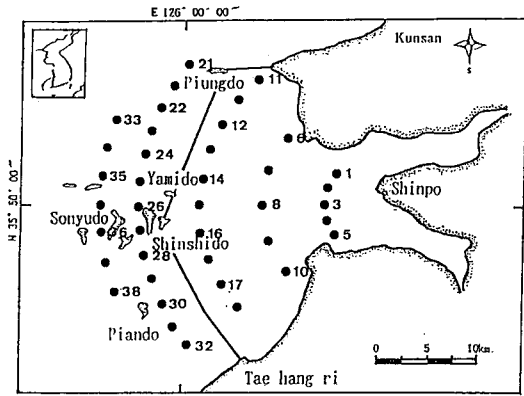 E 126° 00′ 00″
Kunsan
S
21
Piungdo
11
22
33
12
6
24
1
35
Yamido
14
Shinpo
N 35° 50′ 00″
26
8
3
Sonyudo
36
16
5
Shinshido
28
10
17
38
30
Piando
32
0 5 10km.
Tae hang ri